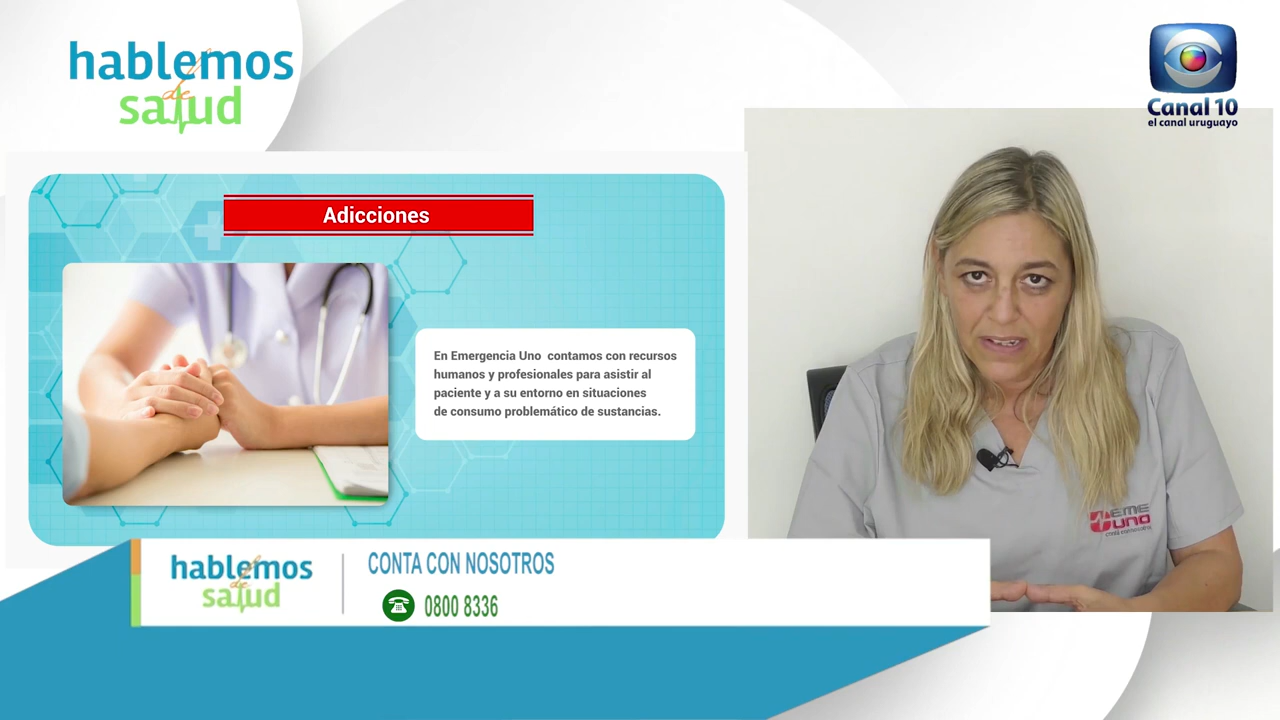 hablemos
de
salud
Canal 10
el canal uruguayo
Adicciones
En Emergencia Uno contamos con recursos
humanos y profesionales para asistir al
paciente y a su entorno en situaciones
de consumo problemático de sustancias.
EME
UNO
hablemos
de
salud
CONTA CON NOSOTROS
0800 8336